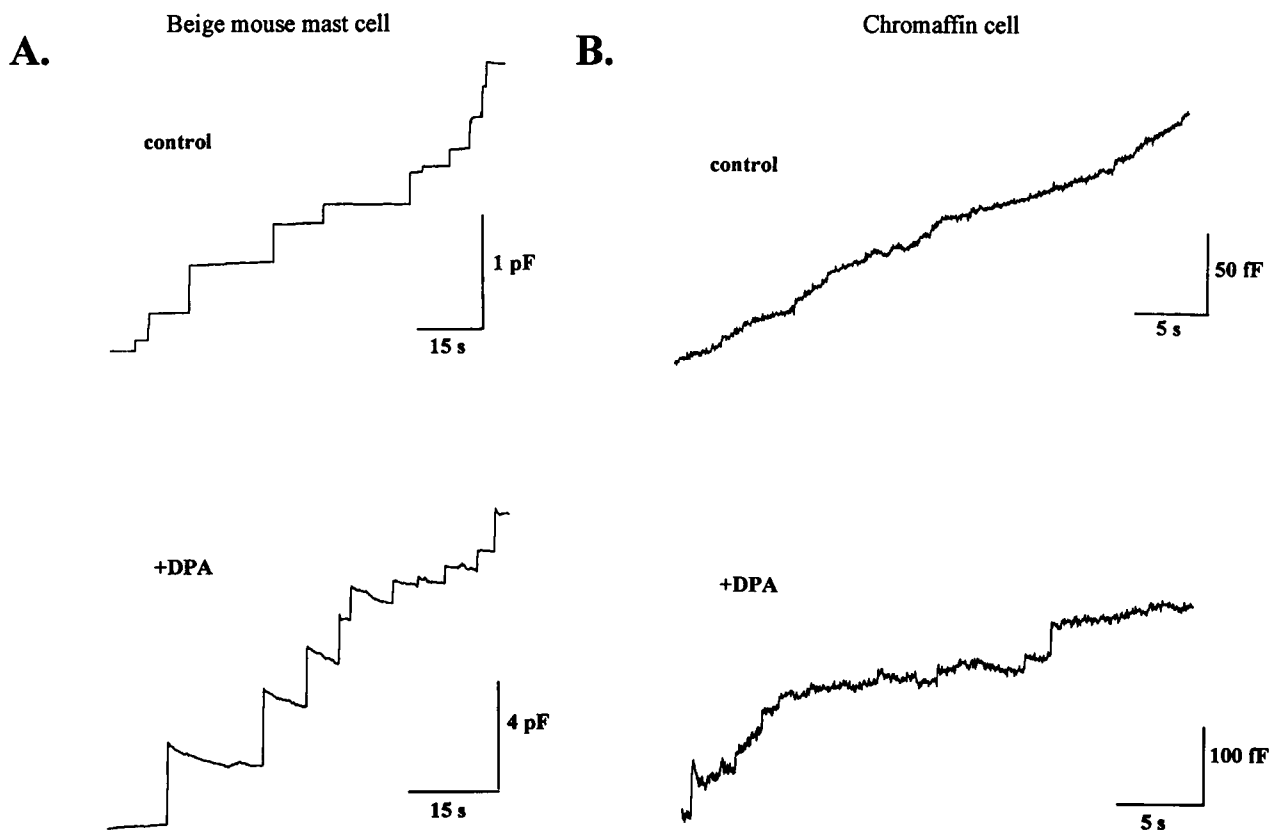 Beige mouse mast cell
A.
control
1 pF
15 s
+DPA
4 pF
15 s
Chromaffin cell
B.
control
50 fF
5 s
+DPA
100 fF
5 s